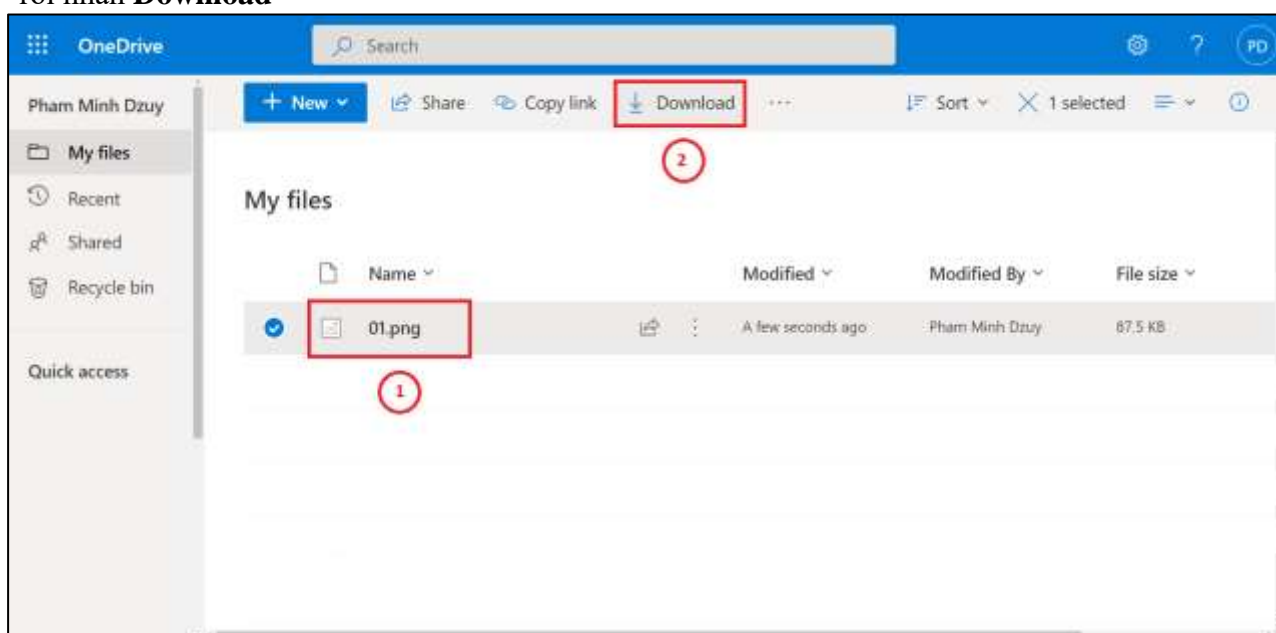 Download
OneDrive
Search
?
PD
Pham Minh Dzuy
+ New
Share
Copy link
Download
...
Sort
1 selected
My files
2
Recent
My files
Shared
Name
Modified
Modified By
File size
Recycle bin
01.png
A few seconds ago
Pham Minh Dzuy
87.5 KB
Quick access
1